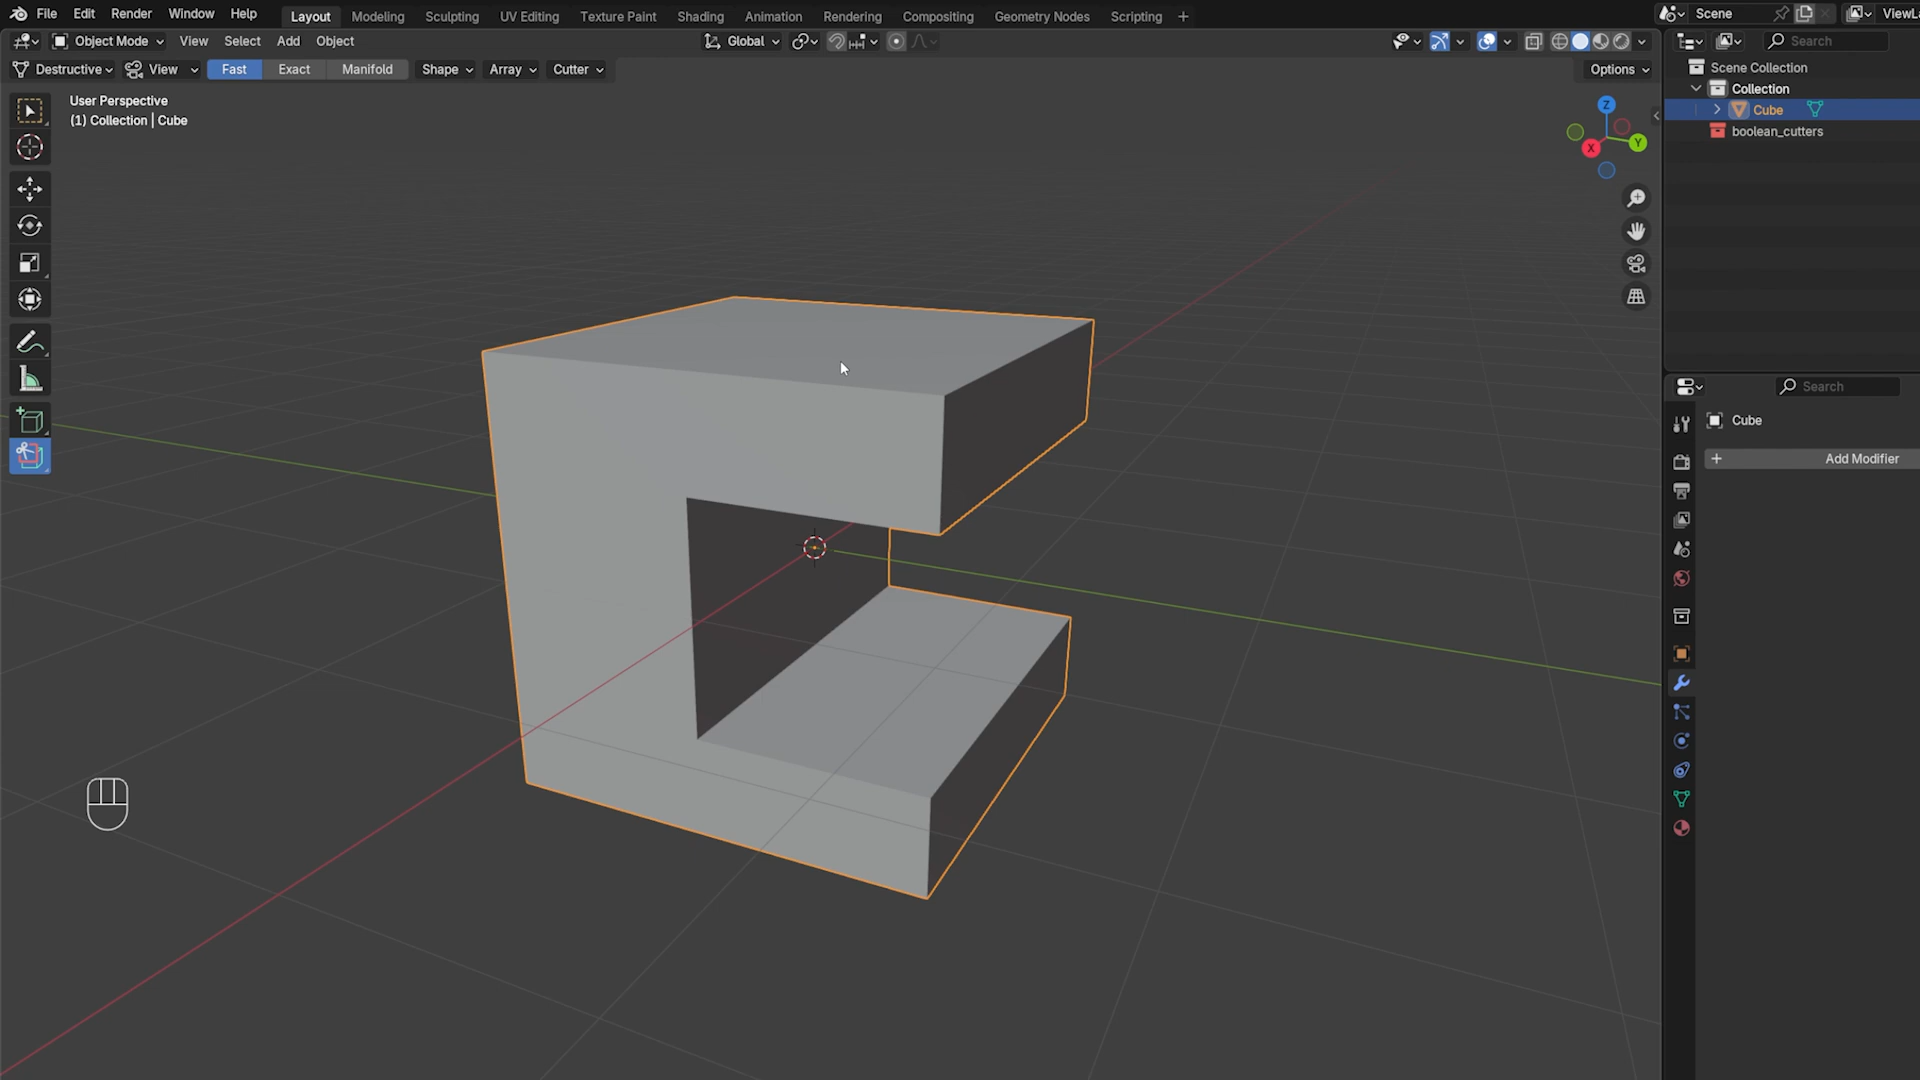 File Edit Render Window Help Layout Modeling Sculpting UV Editing Texture Paint Shading Animation Rendering Compositing Geometry Nodes Scripting + Scene ViewLa
Object Mode View Select Add Object Global Search
Destructive View Fast Exact Manifold Shape Array Cutter Options
User Perspective
(1) Collection | Cube
Scene Collection
Collection
Cube
boolean_cutters
Z
Y
X
Search
Cube
+ Add Modifier